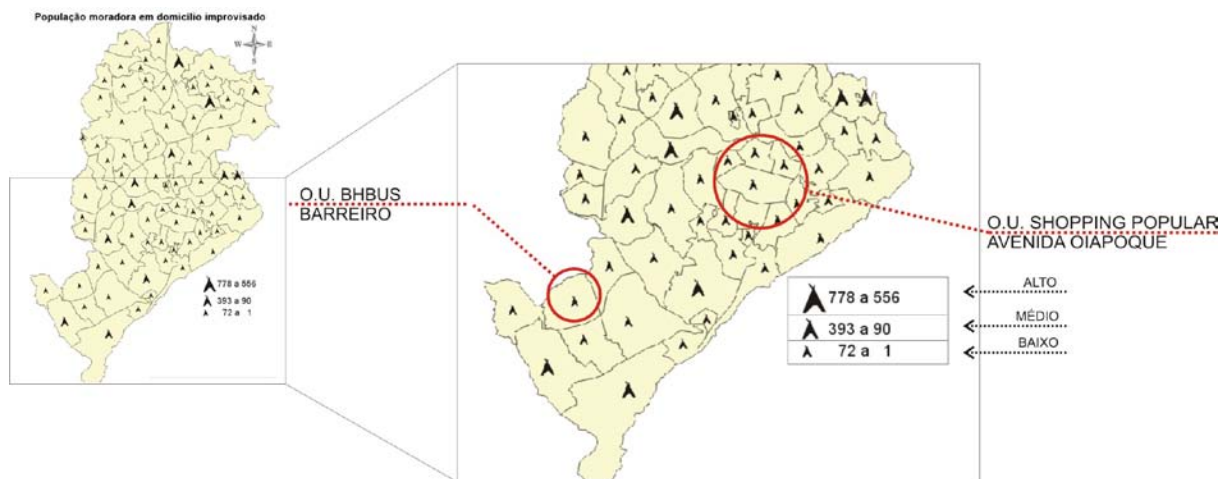 População moradora em domicílio improvisado
N
W
E
S
778 a 556
393 a 90
72 a 1
O.U. BHBUS
BARREIRO
O.U. SHOPPING POPULAR
AVENIDA OIAPOQUE
778 a 556
393 a 90
72 a 1
ALTO
MÉDIO
BAIXO